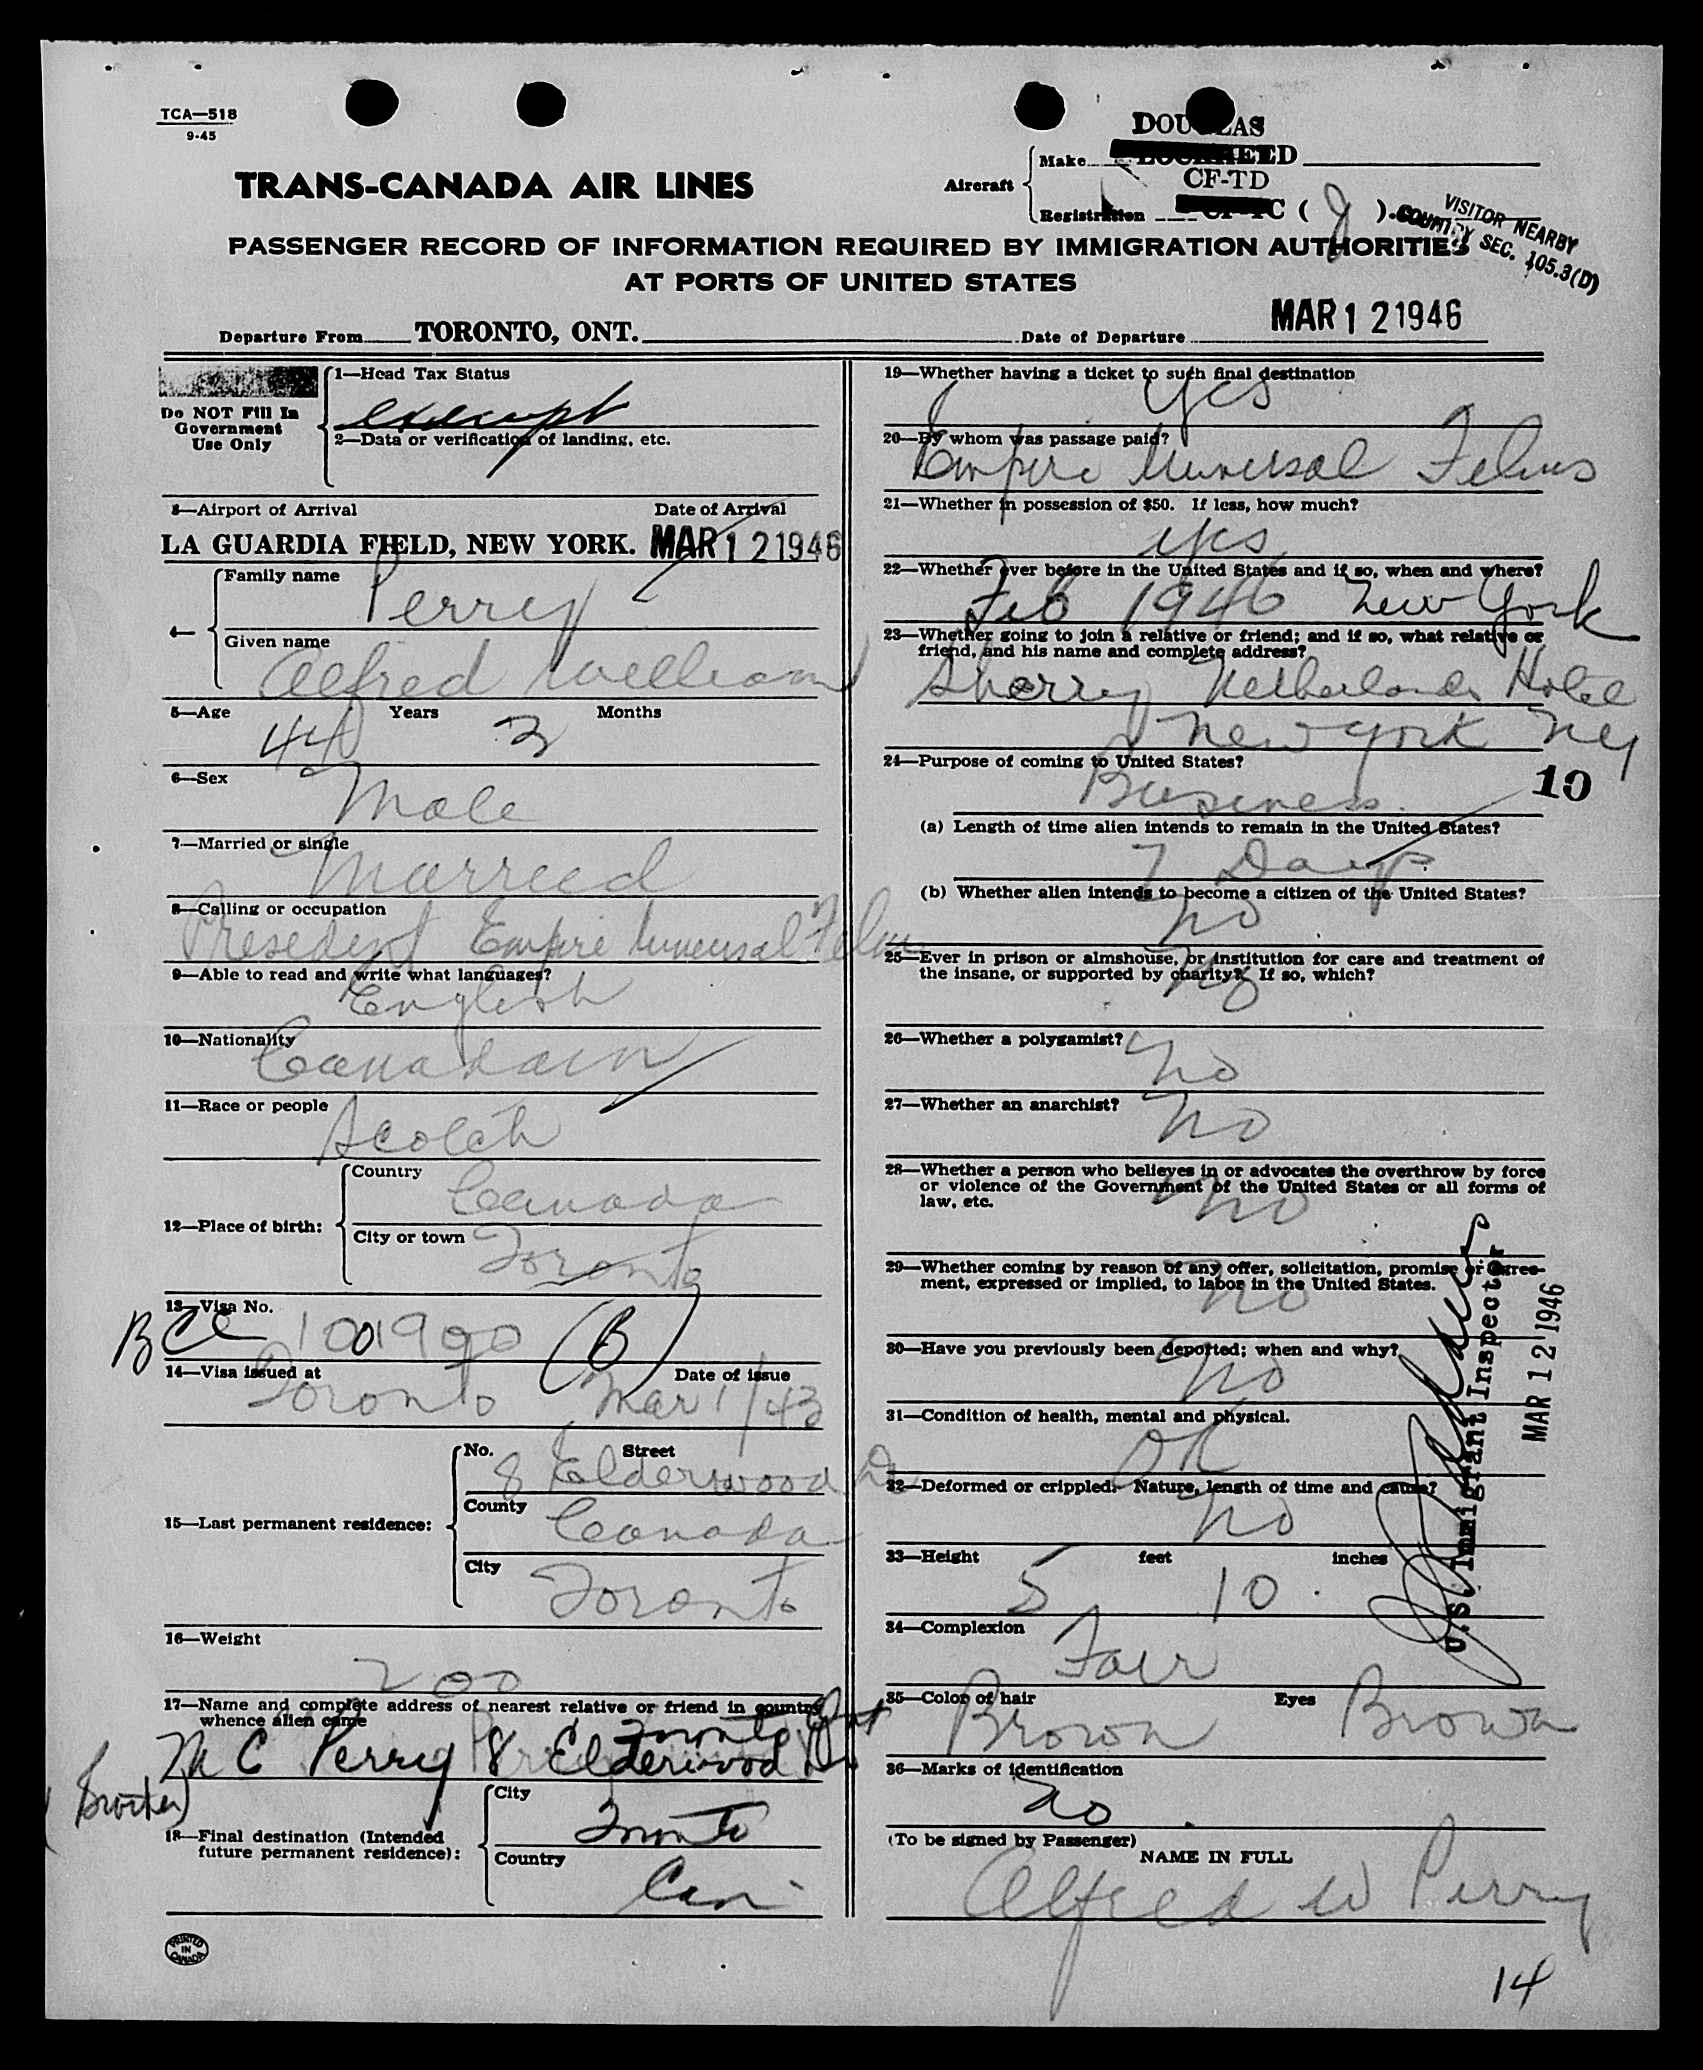 TCA—518
9-45
DOUGLAS
Aircraft
Make LOCKHEED
CF-TD
Registration CF-TC ( J ).
VISITOR NEARBY
COUNTRY SEC. 105.3(D)
TRANS-CANADA AIR LINES
PASSENGER RECORD OF INFORMATION REQUIRED BY IMMIGRATION AUTHORITIES
AT PORTS OF UNITED STATES
Departure From TORONTO, ONT. Date of Departure MAR 12 1946
Do NOT Fill In
Government
Use Only
1—Head Tax Status
exempt
2—Data or verification of landing, etc.
3—Airport of Arrival Date of Arrival
LA GUARDIA FIELD, NEW YORK. MAR 12 1946
4—
Family name
Perry
Given name
Alfred William
5—Age Years Months
44 3
6—Sex
Male
7—Married or single
Married
8—Calling or occupation
Presedent Empire Universal Films
9—Able to read and write what languages?
English
10—Nationality
Canadain
11—Race or people
Scotch
12—Place of birth:
Country
Canada
City or town
Toronto
13—Visa No.
BCC 1001900 (B)
14—Visa issued at Date of issue
Toronto Mar 1/43
15—Last permanent residence:
No. Street
8 Elderwood Dr
County
Canada
City
Toronto
16—Weight
200
17—Name and complete address of nearest relative or friend in country
whence alien came
Toronto Ont
M C Perry 8 Elderwood Dr
(Brother)
18—Final destination (Intended
future permanent residence):
City
Toronto
Country
Can
PRINTED
IN
CANADA
19—Whether having a ticket to such final destination
Yes
20—By whom was passage paid?
Empire Universal Films
21—Whether in possession of $50. If less, how much?
yes
22—Whether ever before in the United States and if so, when and where?
Feb 1946 New York
23—Whether going to join a relative or friend; and if so, what relative or
friend, and his name and complete address?
Sherry Netherlands Hotel
New York NY
24—Purpose of coming to United States?
Business
10
(a) Length of time alien intends to remain in the United States?
7 Days
(b) Whether alien intends to become a citizen of the United States?
No
25—Ever in prison or almshouse, or institution for care and treatment of
the insane, or supported by charity? If so, which?
No
26—Whether a polygamist?
No
27—Whether an anarchist?
No
28—Whether a person who believes in or advocates the overthrow by force
or violence of the Government of the United States or all forms of
law, etc.
No
29—Whether coming by reason of any offer, solicitation, promise or agree-
ment, expressed or implied, to labor in the United States.
No
30—Have you previously been deported; when and why?
No
31—Condition of health, mental and physical.
OK
32—Deformed or crippled. Nature, length of time and cause?
No
33—Height feet inches
5 10
34—Complexion
Fair
35—Color of hair Eyes
Brown Brown
36—Marks of identification
No
(To be signed by Passenger)
NAME IN FULL
Alfred W Perry
U.S. Immigrant Inspector
MAR 12 1946
14